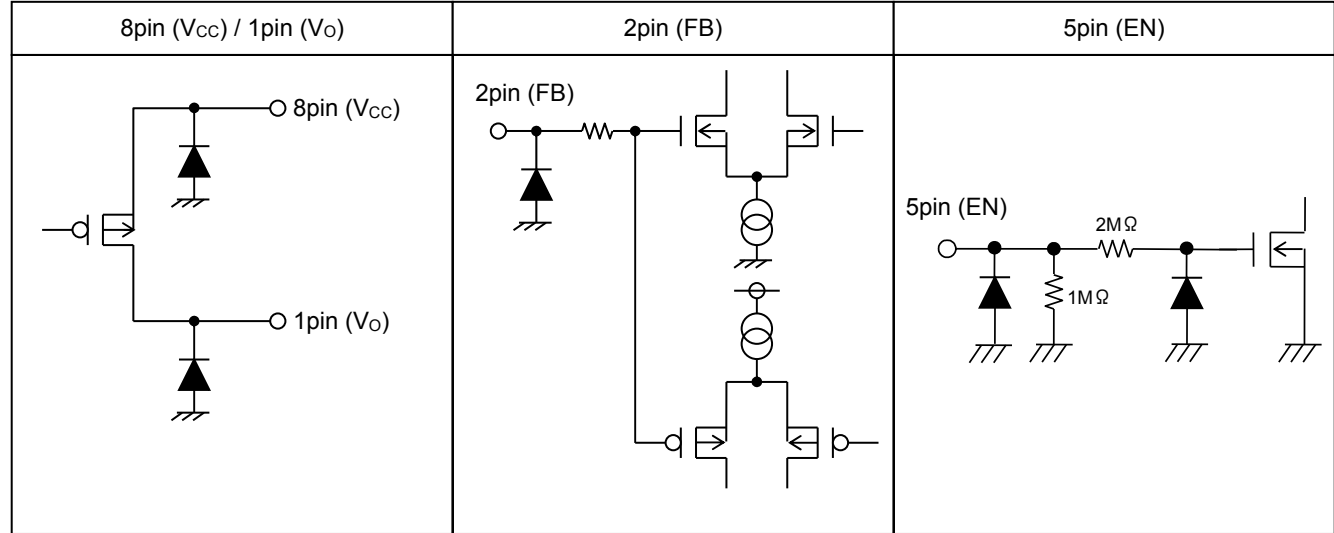 8pin (VCC) / 1pin (VO)
2pin (FB)
5pin (EN)
8pin (VCC)
1pin (VO)
2pin (FB)
5pin (EN)
2MΩ
1MΩ